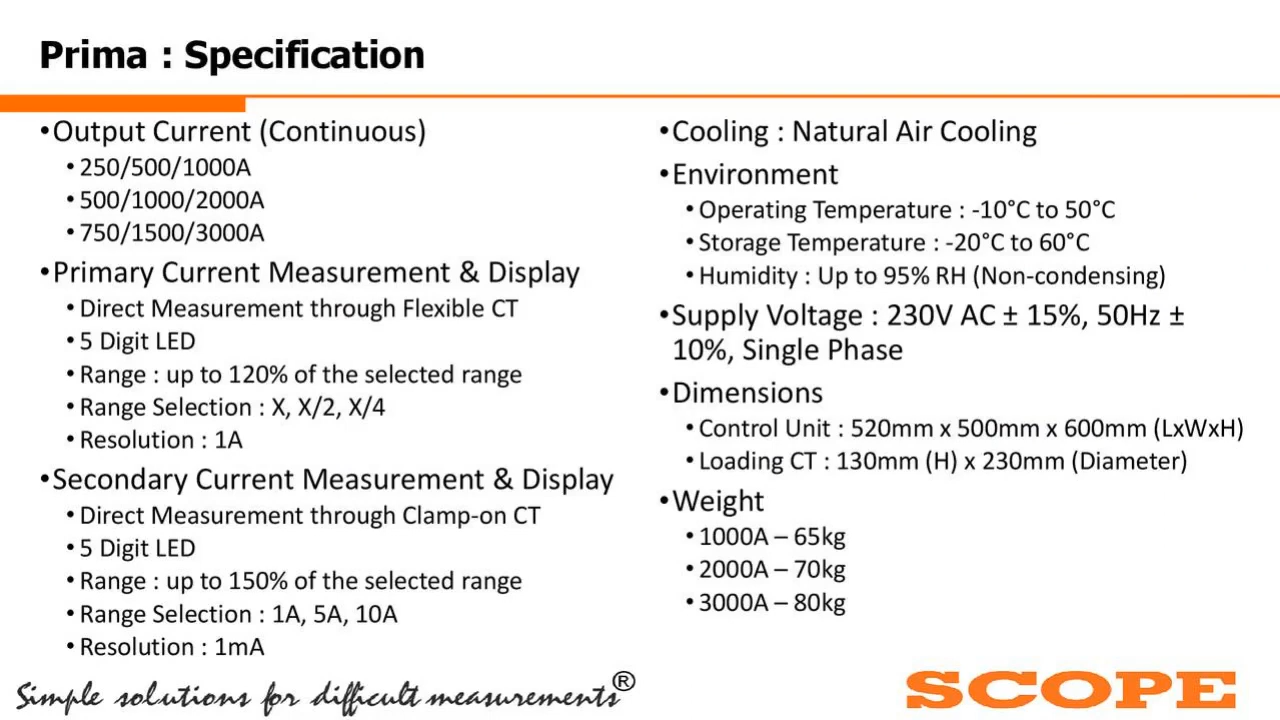 Prima : Specification
•Output Current (Continuous)
•250/500/1000A
•500/1000/2000A
•750/1500/3000A
•Primary Current Measurement & Display
•Direct Measurement through Flexible CT
•5 Digit LED
•Range : up to 120% of the selected range
•Range Selection : X, X/2, X/4
•Resolution : 1A
•Secondary Current Measurement & Display
•Direct Measurement through Clamp-on CT
•5 Digit LED
•Range : up to 150% of the selected range
•Range Selection : 1A, 5A, 10A
•Resolution : 1mA
•Cooling : Natural Air Cooling
•Environment
•Operating Temperature : -10°C to 50°C
•Storage Temperature : -20°C to 60°C
•Humidity : Up to 95% RH (Non-condensing)
•Supply Voltage : 230V AC ± 15%, 50Hz ±
10%, Single Phase
•Dimensions
•Control Unit : 520mm x 500mm x 600mm (LxWxH)
•Loading CT : 130mm (H) x 230mm (Diameter)
•Weight
•1000A – 65kg
•2000A – 70kg
•3000A – 80kg
Simple solutions for difficult measurements®
SCOPE